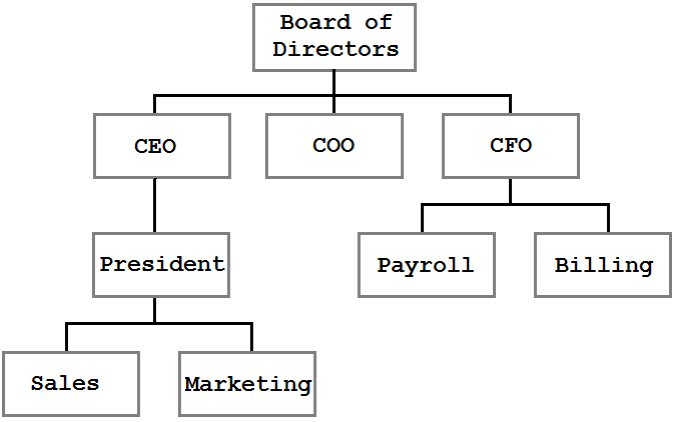 Board of
Directors
CEO
COO
CFO
President
Payroll
Billing
Sales
Marketing